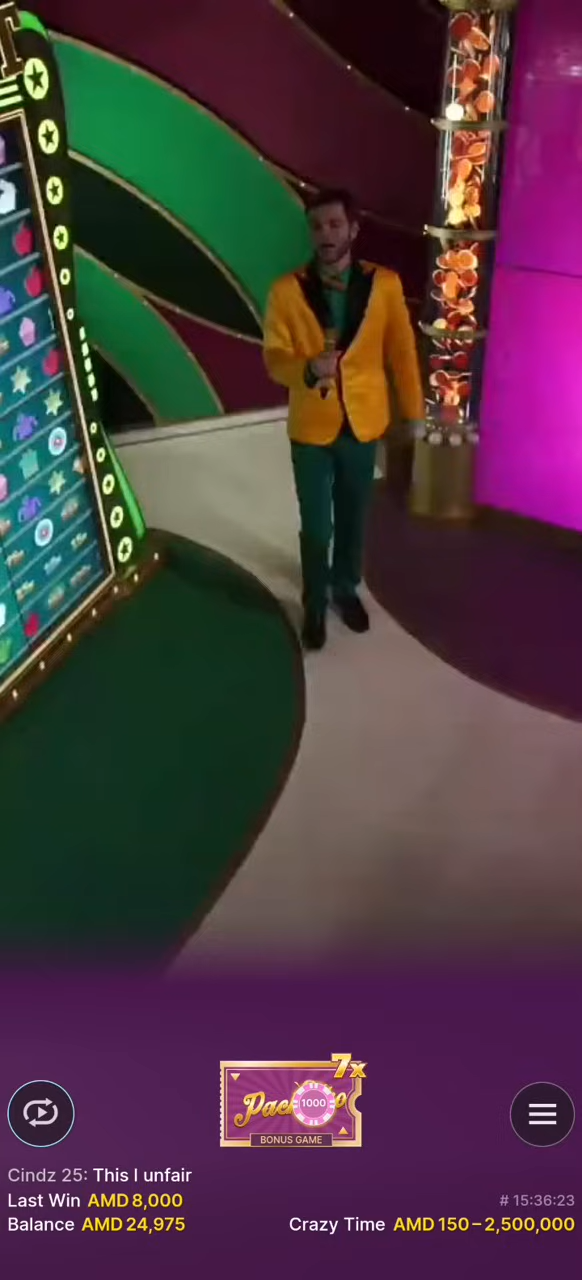 7x
1000
BONUS GAME
Cindz 25: This I unfair
Last Win AMD 8,000
# 15:36:23
Balance AMD 24,975
Crazy Time AMD 150–2,500,000